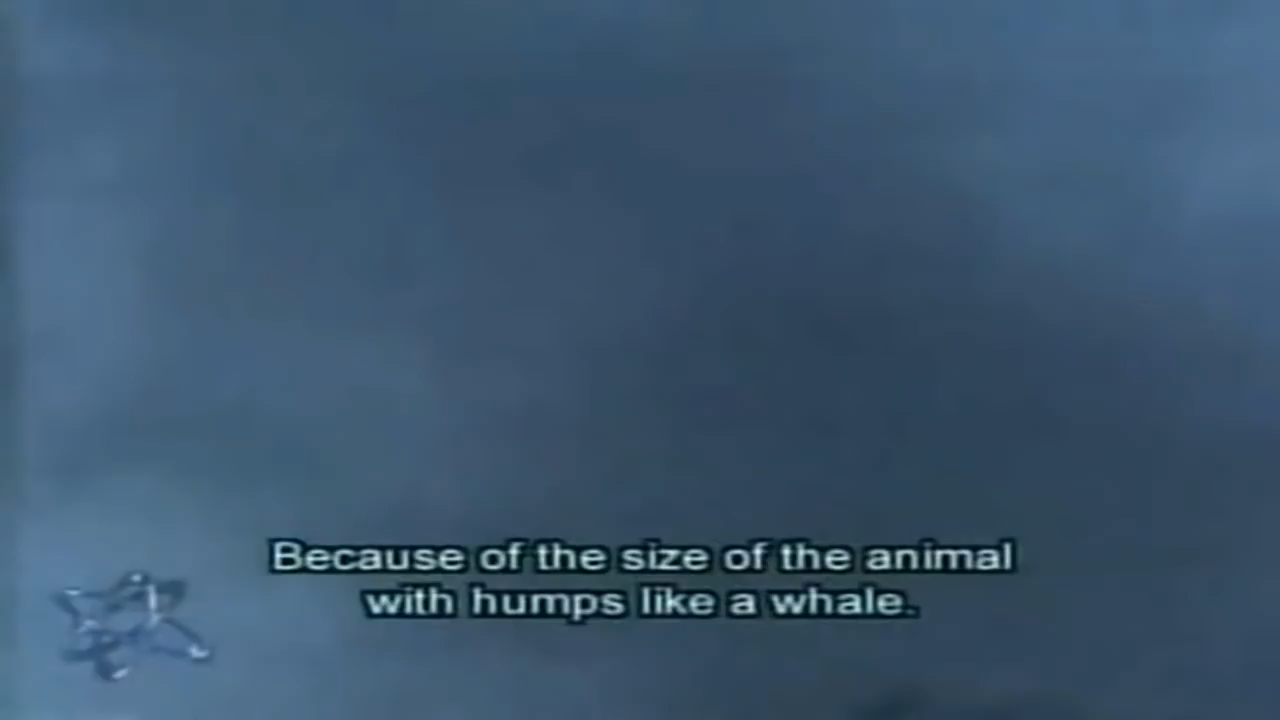 Because of the size of the animal
with humps like a whale.